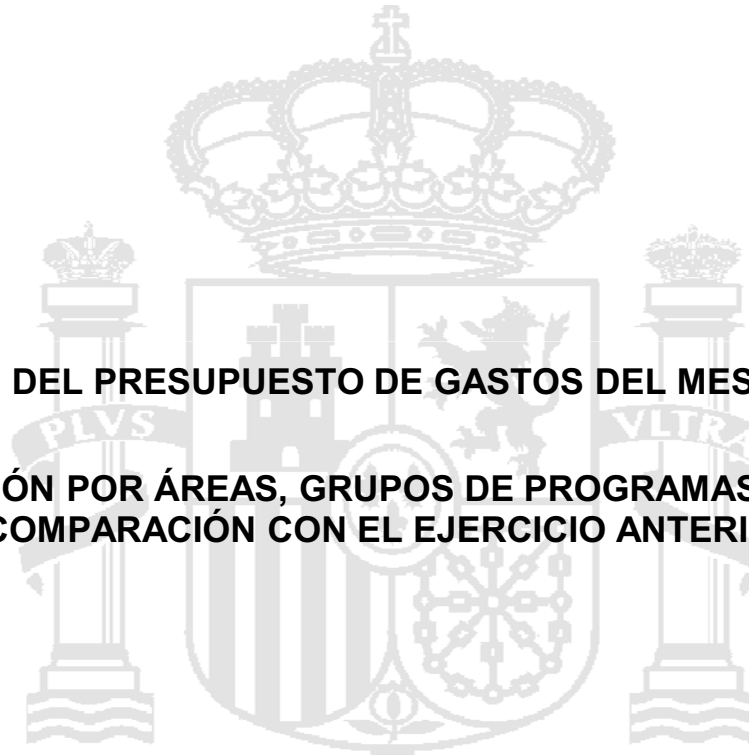 DEL PRESUPUESTO DE GASTOS DEL MES
PLVS
VLTRA
ÓN POR ÁREAS, GRUPOS DE PROGRAMAS
COMPARACIÓN CON EL EJERCICIO ANTERI